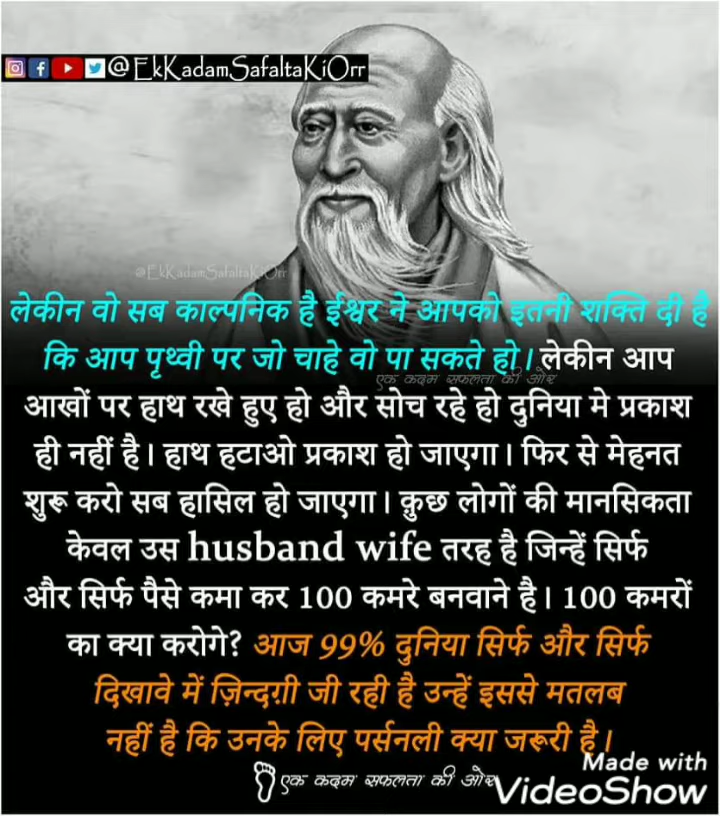 @EkKadamSafaltaKiOrr
@EkKadamSafaltaKiOrr
लेकीन वो सब काल्पनिक है ईश्वर ने आपको इतनी शक्ति दी है
कि आप पृथ्वी पर जो चाहे वो पा सकते हो। लेकीन आप
एक कदम सफलता की ओर
आखों पर हाथ रखे हुए हो और सोच रहे हो दुनिया मे प्रकाश
ही नहीं है। हाथ हटाओ प्रकाश हो जाएगा। फिर से मेहनत
शुरू करो सब हासिल हो जाएगा। क़ुछ लोगों की मानसिकता
केवल उस husband wife तरह है जिन्हें सिर्फ
और सिर्फ पैसे कमा कर 100 कमरे बनवाने है। 100 कमरों
का क्या करोगे? आज 99% दुनिया सिर्फ और सिर्फ
दिखावे में ज़िन्दग़ी जी रही है उन्हें इससे मतलब
नहीं है कि उनके लिए पर्सनली क्या जरूरी है।
Made with
एक कदम सफलता की ओर
VideoShow